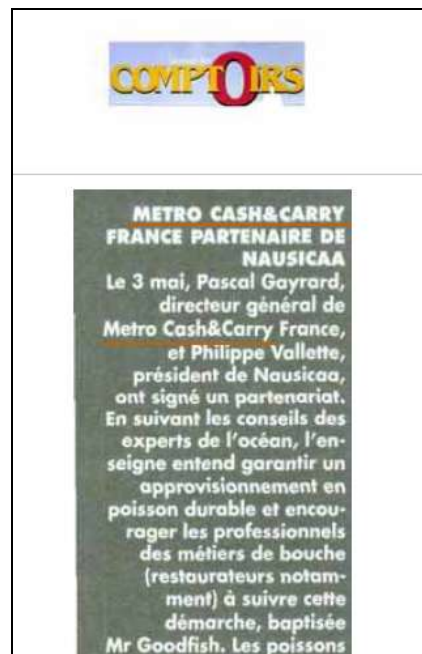 COMPTOIRS
METRO CASH&CARRY
FRANCE PARTENAIRE DE
NAUSICAA
Le 3 mai, Pascal Gayrard,
directeur général de
Metro Cash&Carry France,
et Philippe Vallette,
président de Nausicaa,
ont signé un partenariat.
En suivant les conseils des
experts de l'océan, l'en-
seigne entend garantir un
approvisionnement en
poisson durable et encou-
rager les professionnels
des métiers de bouche
(restaurateurs notam-
ment) à suivre cette
démarche, baptisée
Mr Goodfish. Les poissons